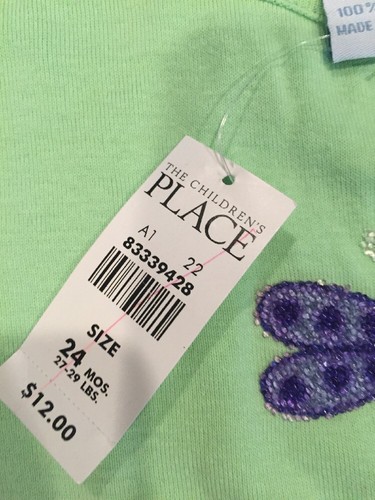 100%
MADE
THE CHILDREN'S
PLACE
A1 22
83339428
SIZE
24 MOS.
27-29 LBS.
$12.00